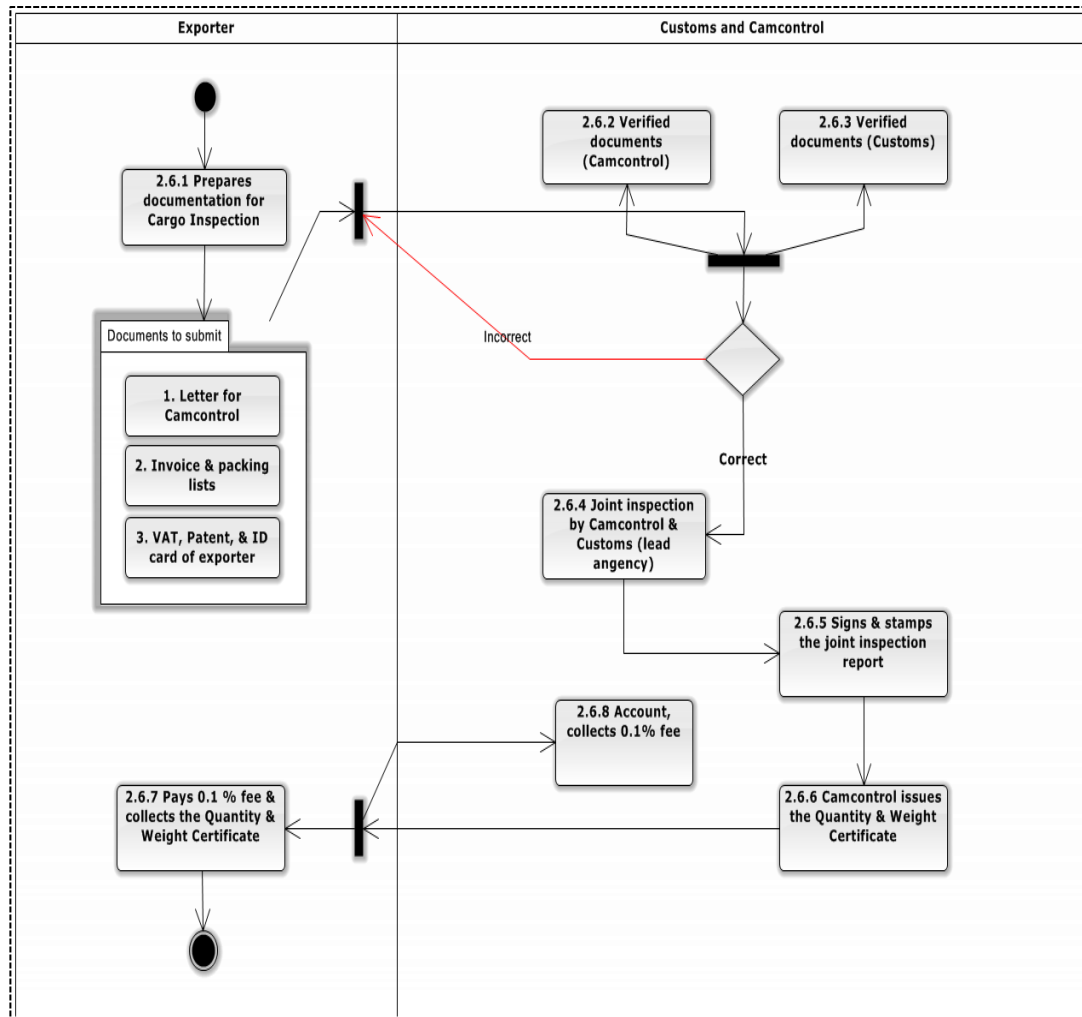 Exporter
Customs and Camcontrol
2.6.1 Prepares
documentation for
Cargo Inspection
2.6.2 Verified
documents
(Camcontrol)
2.6.3 Verified
documents (Customs)
Documents to submit
1. Letter for
Camcontrol
2. Invoice & packing
lists
3. VAT, Patent, & ID
card of exporter
Incorrect
Correct
2.6.4 Joint inspection
by Camcontrol &
Customs (lead
angency)
2.6.5 Signs & stamps
the joint inspection
report
2.6.8 Account,
collects 0.1% fee
2.6.7 Pays 0.1 % fee &
collects the Quantity &
Weight Certificate
2.6.6 Camcontrol issues
the Quantity & Weight
Certificate